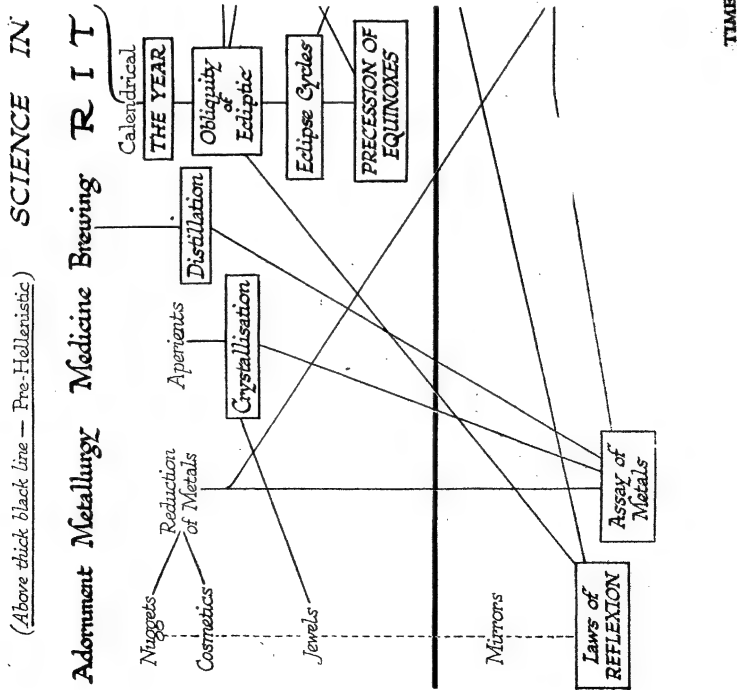 SCIENCE IN
(Above thick black line — Pre-Hellenistic)
Adornment Metallurgy Medicine Brewing RIT
Calendrical
THE YEAR
Nuggets
Reduction
of Metals
Aperients
Distillation
Obliquity
of
Ecliptic
Cosmetics
Crystallisation
Eclipse Cycles
Jewels
PRECESSION OF
EQUINOXES
Mirrors
Laws of
REFLEXION
Assay of
Metals
TIME